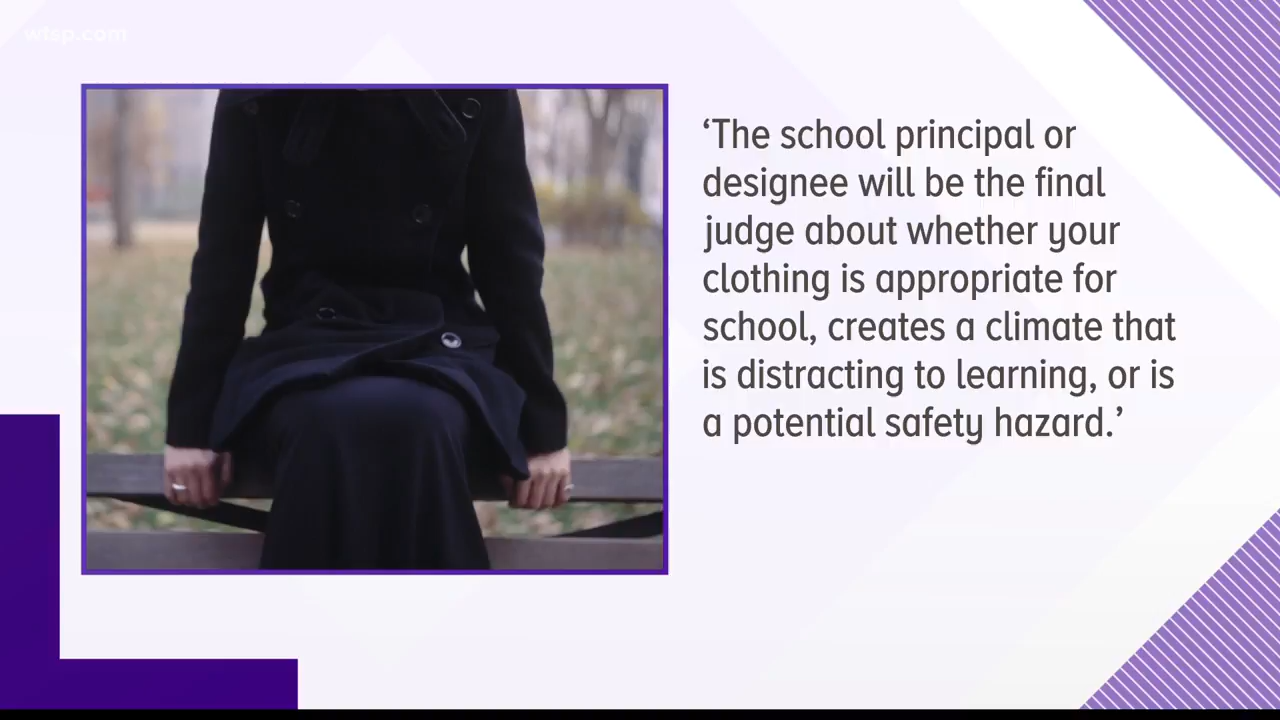 wtsp.com
‘The school principal or
designee will be the final
judge about whether your
clothing is appropriate for
school, creates a climate that
is distracting to learning, or is
a potential safety hazard.’